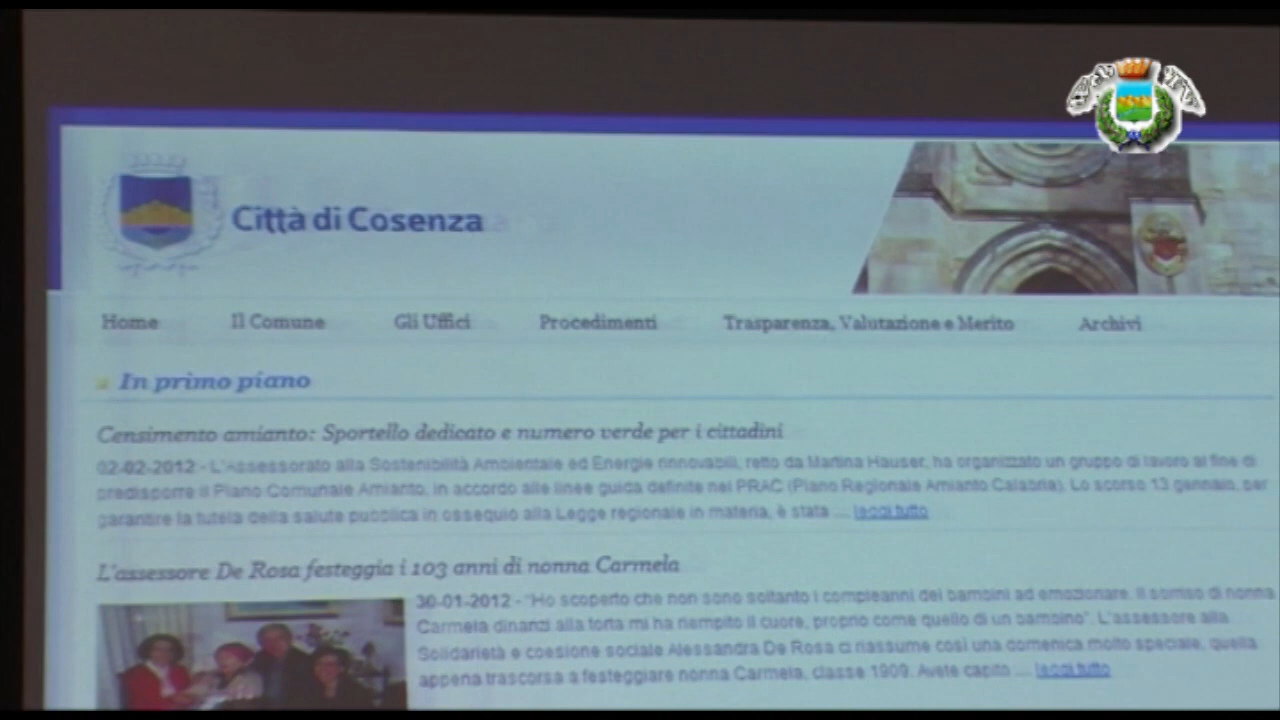 Città di Cosenza
Home Il Comune Gli Uffici Procedimenti Trasparenza, Valutazione e Merito Archivi
In primo piano
Censimento amianto: Sportello dedicato e numero verde per i cittadini
02-02-2012 - L'Assessorato alla Sostenibilità Ambientale ed Energie rinnovabili, retto da Martina Hauser, ha organizzato un gruppo di lavoro al fine di
predisporre il Piano Comunale Amianto, in accordo alle linee guida definite nel PRAC (Piano Regionale Amianto Calabria). Lo scorso 13 gennaio, per
garantire la tutela della salute pubblica in ossequio alla Legge regionale in materia, è stata ... leggi tutto
L'assessore De Rosa festeggia i 103 anni di nonna Carmela
30-01-2012 - "Ho scoperto che non sono soltanto i compleanni dei bambini ad emozionare. Il sorriso di nonna
Carmela dinanzi alla torta mi ha riempito il cuore, proprio come quello di un bambino". L'assessore alla
Solidarietà e coesione sociale Alessandra De Rosa ci riassume così una domenica molto speciale, quella
appena trascorsa a festeggiare nonna Carmela, classe 1909. Avete capito ... leggi tutto